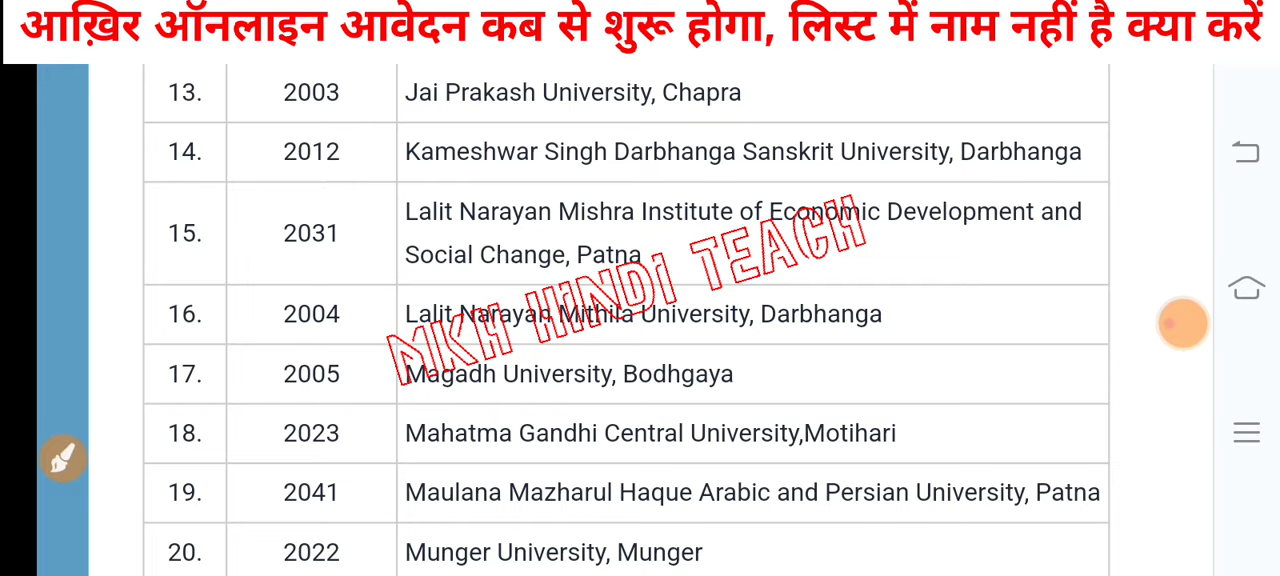 आख़िर ऑनलाइन आवेदन कब से शुरू होगा, लिस्ट में नाम नहीं है क्या करें
13. 2003 Jai Prakash University, Chapra
14. 2012 Kameshwar Singh Darbhanga Sanskrit University, Darbhanga
15. 2031 Lalit Narayan Mishra Institute of Economic Development and
Social Change, Patna
16. 2004 Lalit Narayan Mithila University, Darbhanga
17. 2005 Magadh University, Bodhgaya
18. 2023 Mahatma Gandhi Central University,Motihari
19. 2041 Maulana Mazharul Haque Arabic and Persian University, Patna
20. 2022 Munger University, Munger
MKH HINDI TEACH